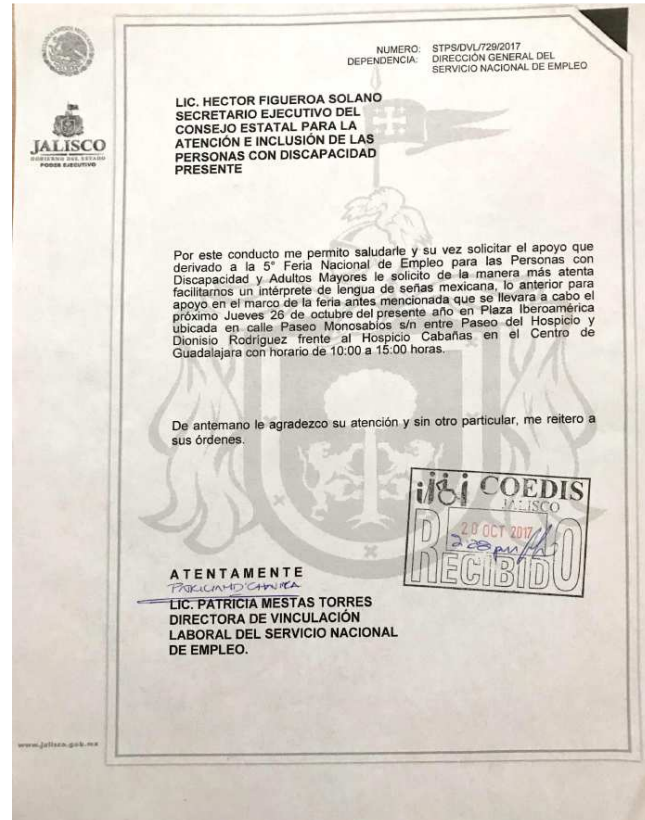 NUMERO: STPS/DVL/729/2017
DEPENDENCIA: DIRECCIÓN GENERAL DEL
SERVICIO NACIONAL DE EMPLEO
JALISCO
GOBIERNO DEL ESTADO
PODER EJECUTIVO
LIC. HECTOR FIGUEROA SOLANO
SECRETARIO EJECUTIVO DEL
CONSEJO ESTATAL PARA LA
ATENCIÓN E INCLUSIÓN DE LAS
PERSONAS CON DISCAPACIDAD
PRESENTE
Por este conducto me permito saludarle y su vez solicitar el apoyo que
derivado a la 5° Feria Nacional de Empleo para las Personas con
Discapacidad y Adultos Mayores le solicito de la manera más atenta
facilitarnos un intérprete de lengua de señas mexicana, lo anterior para
apoyo en el marco de la feria antes mencionada que se llevara a cabo el
próximo Jueves 26 de octubre del presente año en Plaza Iberoamérica
ubicada en calle Paseo Monosabios s/n entre Paseo del Hospicio y
Dionisio Rodríguez frente al Hospicio Cabañas en el Centro de
Guadalajara con horario de 10:00 a 15:00 horas.
De antemano le agradezco su atención y sin otro particular, me reitero a
sus órdenes.
COEDIS
JALISCO
20 OCT 2017
2:28 pm
RECIBIDO
ATENTAMENTE
LIC. PATRICIA MESTAS TORRES
DIRECTORA DE VINCULACIÓN
LABORAL DEL SERVICIO NACIONAL
DE EMPLEO.
www.jalisco.gob.mx